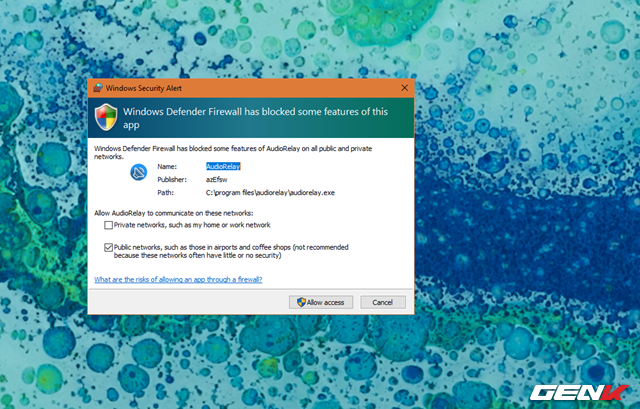 Windows Security Alert
Windows Defender Firewall has blocked some features of this
app
Windows Defender Firewall has blocked some features of AudioRelay on all public and private
networks.
Name: AudioRelay
Publisher: azEfsw
Path: C:\program files\audiorelay\audiorelay.exe
Allow AudioRelay to communicate on these networks:
Private networks, such as my home or work network
Public networks, such as those in airports and coffee shops (not recommended
because these networks often have little or no security)
What are the risks of allowing an app through a firewall?
Allow access Cancel
GENK